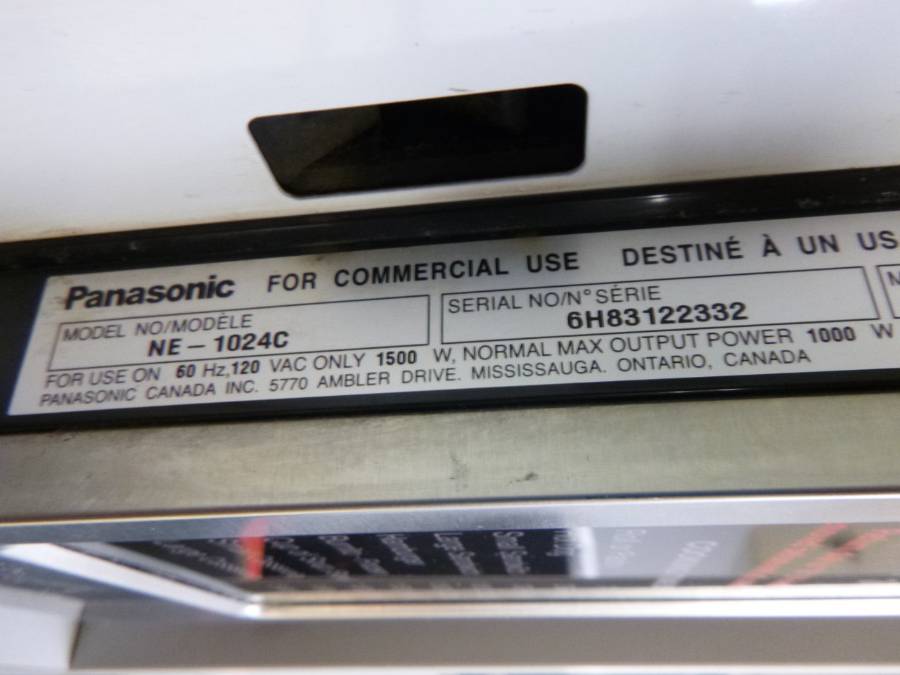 Panasonic FOR COMMERCIAL USE DESTINÉ À UN US
MODEL NO/MODÈLE
NE-1024C
SERIAL NO/N° SÉRIE
6H83122332
FOR USE ON 60 Hz,120 VAC ONLY 1500 W, NORMAL MAX OUTPUT POWER 1000 W
PANASONIC CANADA INC. 5770 AMBLER DRIVE. MISSISSAUGA. ONTARIO, CANADA